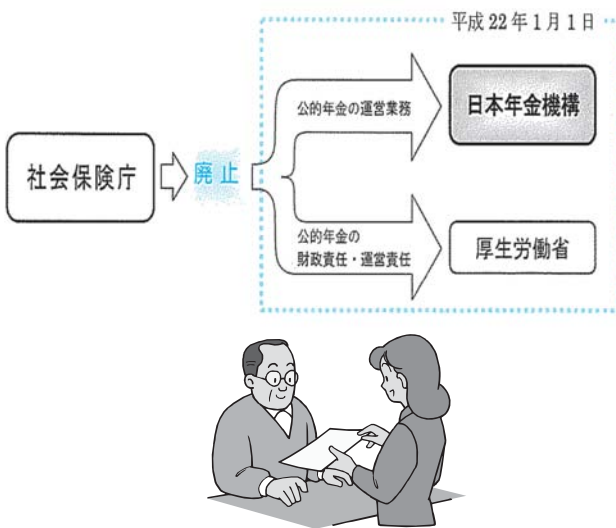 平成22年1月1日
社会保険庁
廃止
公的年金の運営業務
日本年金機構
公的年金の
財政責任・運営責任
厚生労働省